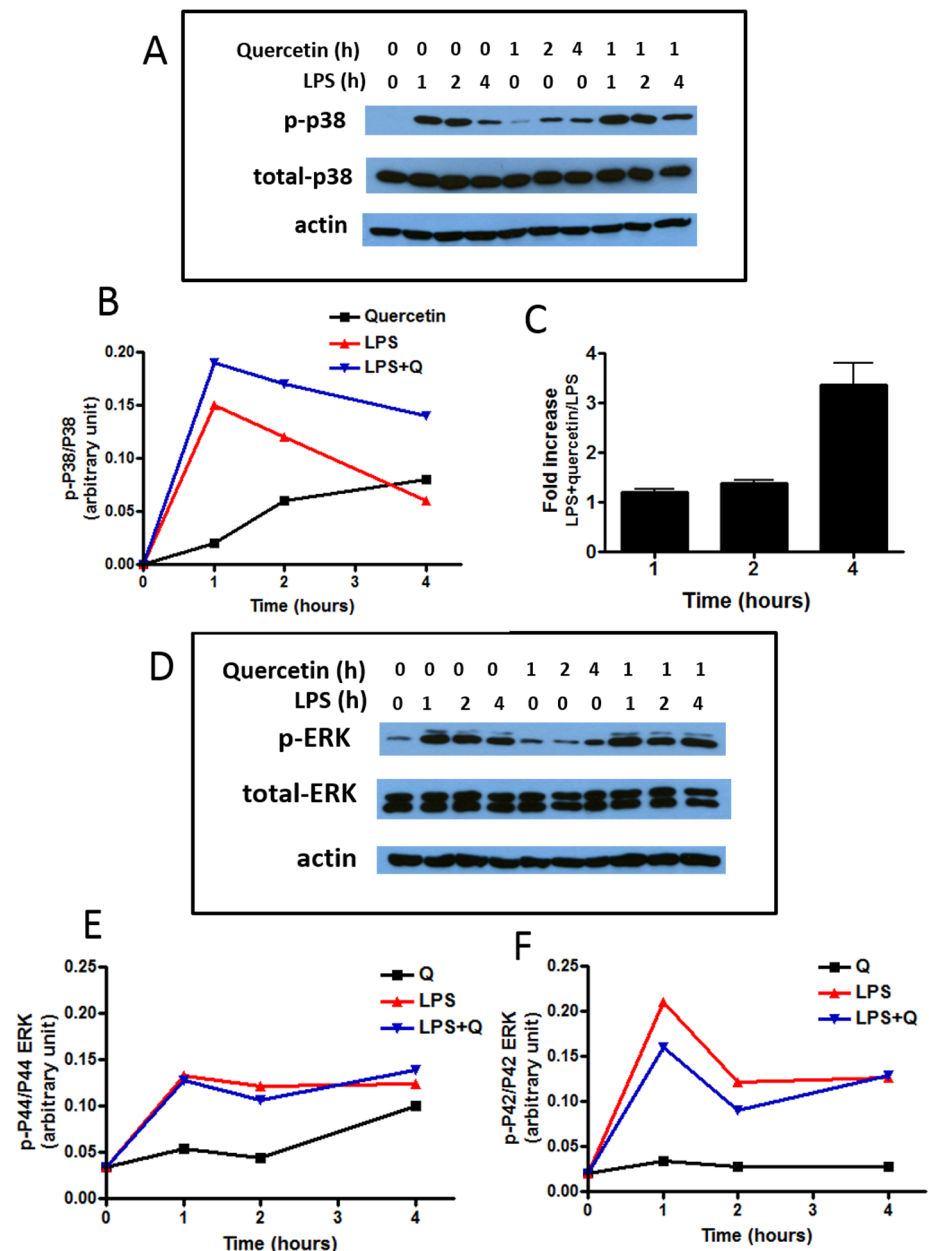 A
Quercetin (h) 0 0 0 0 1 2 4 1 1 1
LPS (h) 0 1 2 4 0 0 0 1 2 4
p-p38
total-p38
actin
B
Quercetin
LPS
LPS+Q
p-P38/P38
(arbitrary unit)
0.20
0.15
0.10
0.05
0.00
0 1 2 3 4
Time (hours)
C
Fold increase
LPS+quercetin/LPS
4
3
2
1
0
1 2 4
Time (hours)
D
Quercetin (h) 0 0 0 0 1 2 4 1 1 1
LPS (h) 0 1 2 4 0 0 0 1 2 4
p-ERK
total-ERK
actin
E
Q
LPS
LPS+Q
p-P44/P44 ERK
(arbitrary unit)
0.25
0.20
0.15
0.10
0.05
0.00
0 1 2 3 4
Time (hours)
F
Q
LPS
LPS+Q
p-P42/P42 ERK
(arbitrary unit)
0.25
0.20
0.15
0.10
0.05
0.00
0 1 2 3 4
Time (hours)